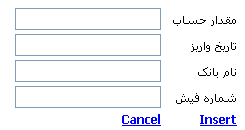 مقدار حساب
تاریخ واریز
نام بانک
شماره فیش
Insert Cancel